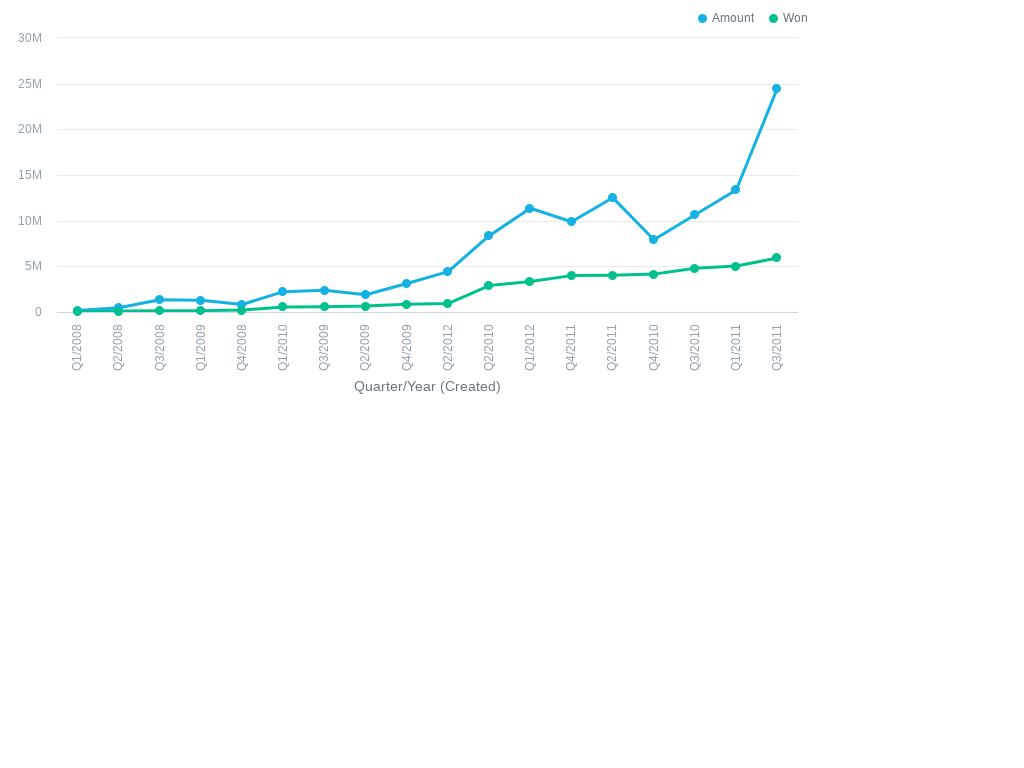 Amount Won
30M
25M
20M
15M
10M
5M
0
Q1/2008
Q2/2008
Q3/2008
Q1/2009
Q4/2008
Q1/2010
Q3/2009
Q2/2009
Q4/2009
Q2/2012
Q2/2010
Q1/2012
Q4/2011
Q2/2011
Q4/2010
Q3/2010
Q1/2011
Q3/2011
Quarter/Year (Created)